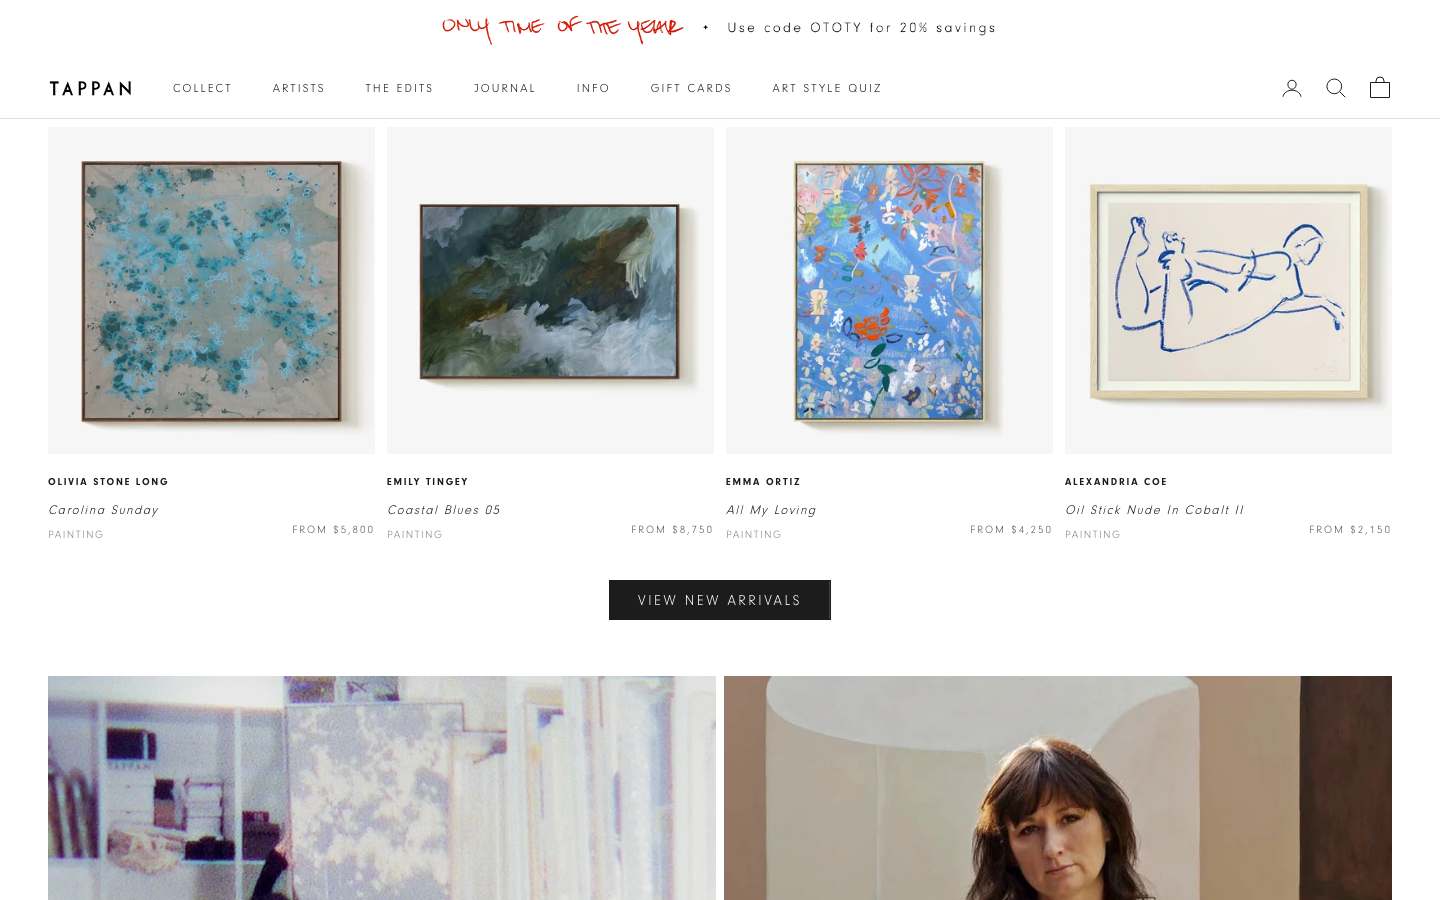 ONLY TIME OF THE YEAR ✦ Use code OTOTY for 20% savings
TAPPAN COLLECT ARTISTS THE EDITS JOURNAL INFO GIFT CARDS ART STYLE QUIZ
OLIVIA STONE LONG
Carolina Sunday
PAINTING
FROM $5,800
EMILY TINGEY
Coastal Blues 05
PAINTING
FROM $8,750
EMMA ORTIZ
All My Loving
PAINTING
FROM $4,250
ALEXANDRIA COE
Oil Stick Nude In Cobalt II
PAINTING
FROM $2,150
VIEW NEW ARRIVALS